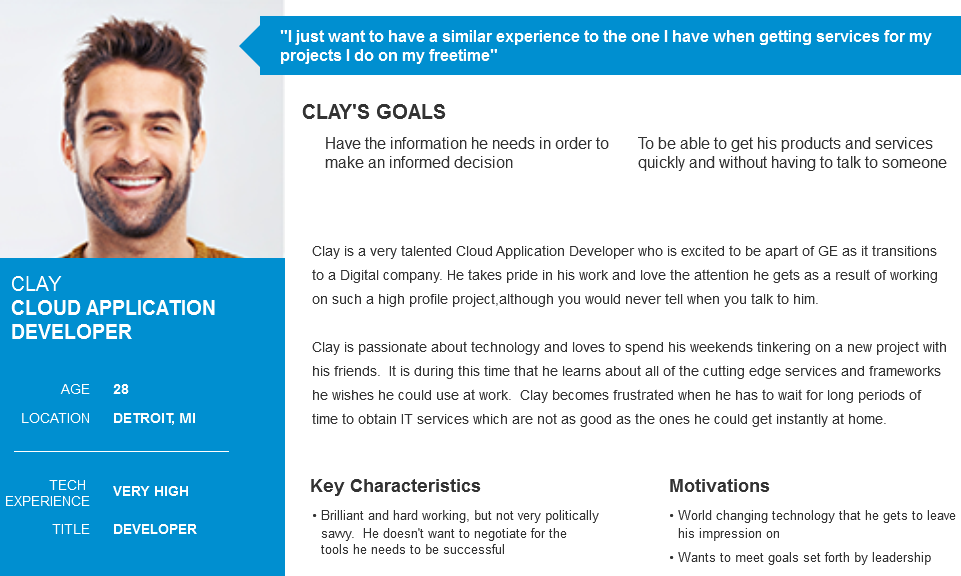 "I just want to have a similar experience to the one I have when getting services for my
projects I do on my freetime"
CLAY'S GOALS
Have the information he needs in order to
make an informed decision
To be able to get his products and services
quickly and without having to talk to someone
Clay is a very talented Cloud Application Developer who is excited to be apart of GE as it transitions
to a Digital company. He takes pride in his work and love the attention he gets as a result of working
on such a high profile project,although you would never tell when you talk to him.
Clay is passionate about technology and loves to spend his weekends tinkering on a new project with
his friends.  It is during this time that he learns about all of the cutting edge services and frameworks
he wishes he could use at work.  Clay becomes frustrated when he has to wait for long periods of
time to obtain IT services which are not as good as the ones he could get instantly at home.
CLAY
CLOUD APPLICATION
DEVELOPER
AGE 28
LOCATION DETROIT, MI
TECH
EXPERIENCE VERY HIGH
TITLE DEVELOPER
Key Characteristics
• Brilliant and hard working, but not very politically
savvy.  He doesn't want to negotiate for the
tools he needs to be successful
Motivations
• World changing technology that he gets to leave
his impression on
• Wants to meet goals set forth by leadership